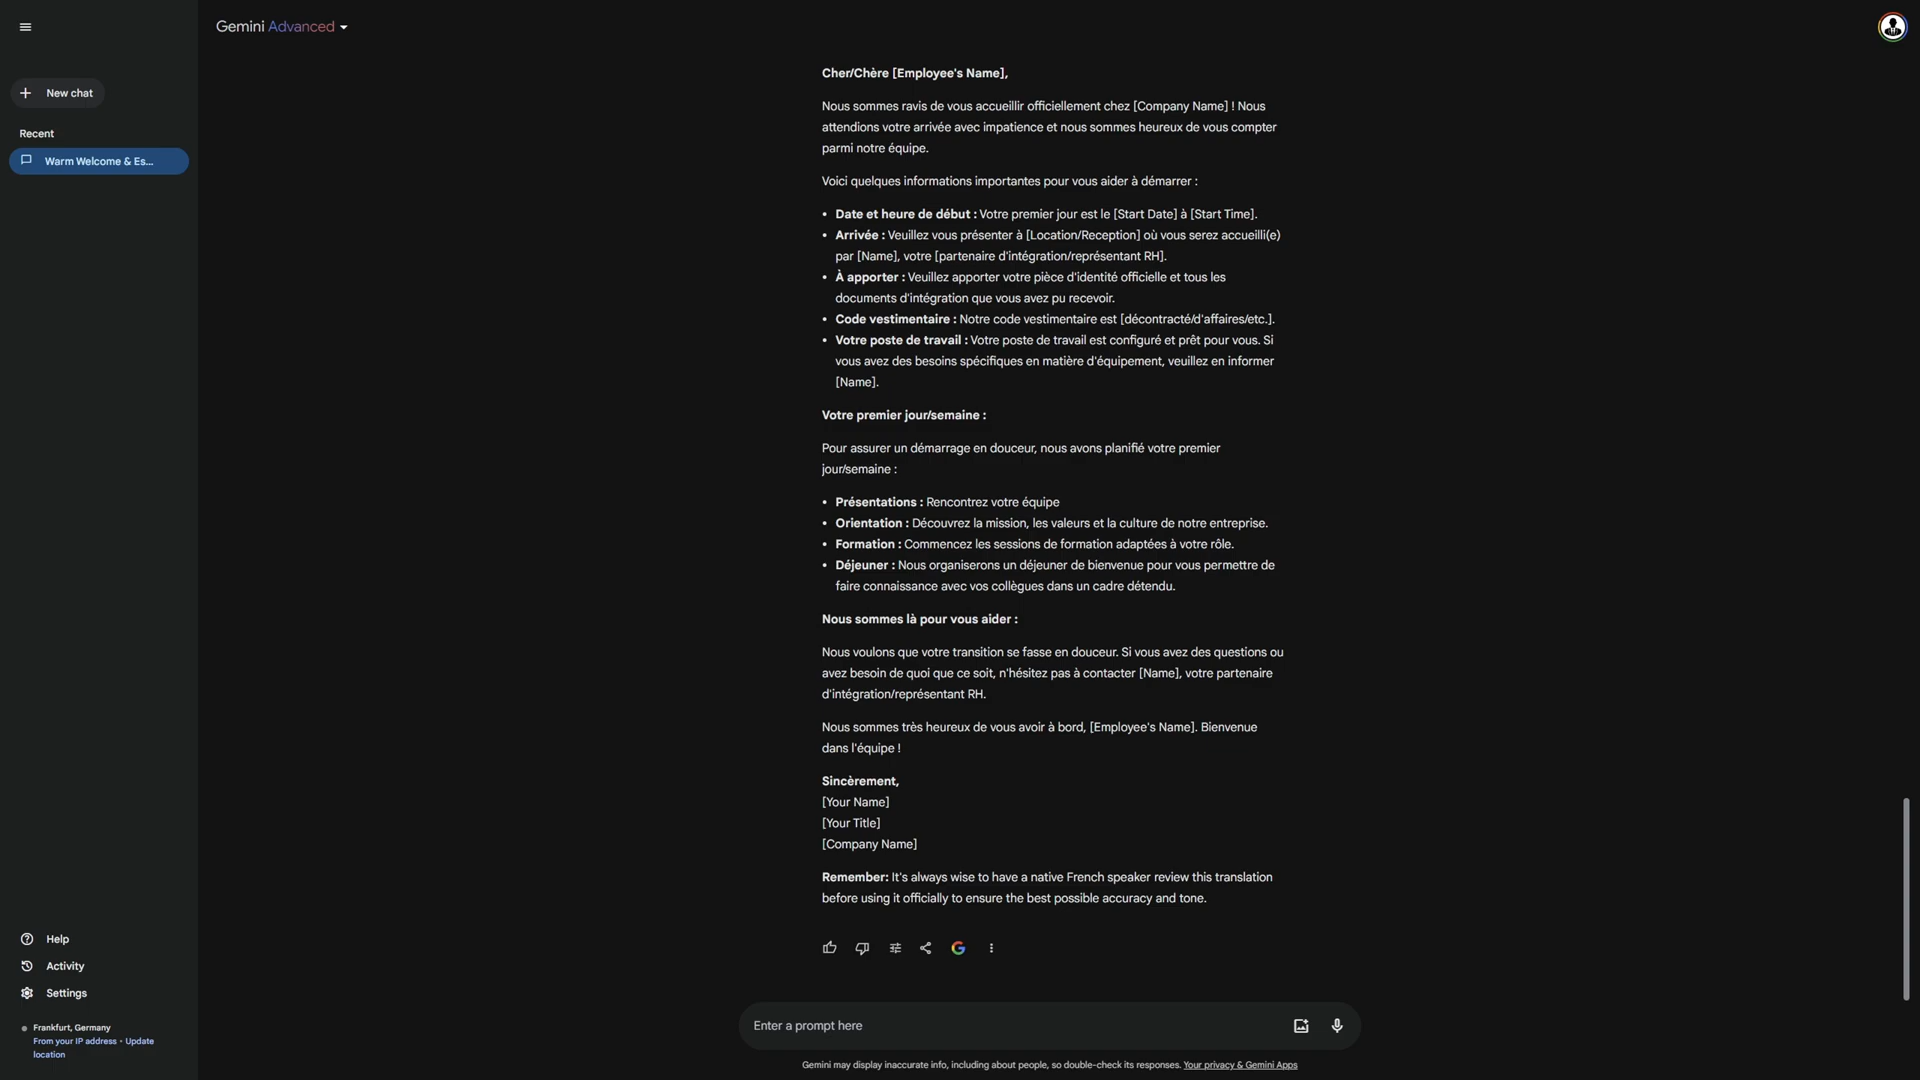 Gemini Advanced
New chat
Recent
Warm Welcome & Es...
Cher/Chère [Employee's Name],
Nous sommes ravis de vous accueillir officiellement chez [Company Name] ! Nous
attendions votre arrivée avec impatience et nous sommes heureux de vous compter
parmi notre équipe.
Voici quelques informations importantes pour vous aider à démarrer :
• Date et heure de début : Votre premier jour est le [Start Date] à [Start Time].
• Arrivée : Veuillez vous présenter à [Location/Reception] où vous serez accueilli(e)
par [Name], votre [partenaire d'intégration/représentant RH].
• À apporter : Veuillez apporter votre pièce d'identité officielle et tous les
documents d'intégration que vous avez pu recevoir.
• Code vestimentaire : Notre code vestimentaire est [décontracté/d'affaires/etc.].
• Votre poste de travail : Votre poste de travail est configuré et prêt pour vous. Si
vous avez des besoins spécifiques en matière d'équipement, veuillez en informer
[Name].
Votre premier jour/semaine :
Pour assurer un démarrage en douceur, nous avons planifié votre premier
jour/semaine :
• Présentations : Rencontrez votre équipe
• Orientation : Découvrez la mission, les valeurs et la culture de notre entreprise.
• Formation : Commencez les sessions de formation adaptées à votre rôle.
• Déjeuner : Nous organiserons un déjeuner de bienvenue pour vous permettre de
faire connaissance avec vos collègues dans un cadre détendu.
Nous sommes là pour vous aider :
Nous voulons que votre transition se fasse en douceur. Si vous avez des questions ou
avez besoin de quoi que ce soit, n'hésitez pas à contacter [Name], votre partenaire
d'intégration/représentant RH.
Nous sommes très heureux de vous avoir à bord, [Employee's Name]. Bienvenue
dans l'équipe !
Sincèrement,
[Your Name]
[Your Title]
[Company Name]
Remember: It's always wise to have a native French speaker review this translation
before using it officially to ensure the best possible accuracy and tone.
Help
Activity
Settings
Frankfurt, Germany
From your IP address • Update
location
Enter a prompt here
Gemini may display inaccurate info, including about people, so double-check its responses. Your privacy & Gemini Apps